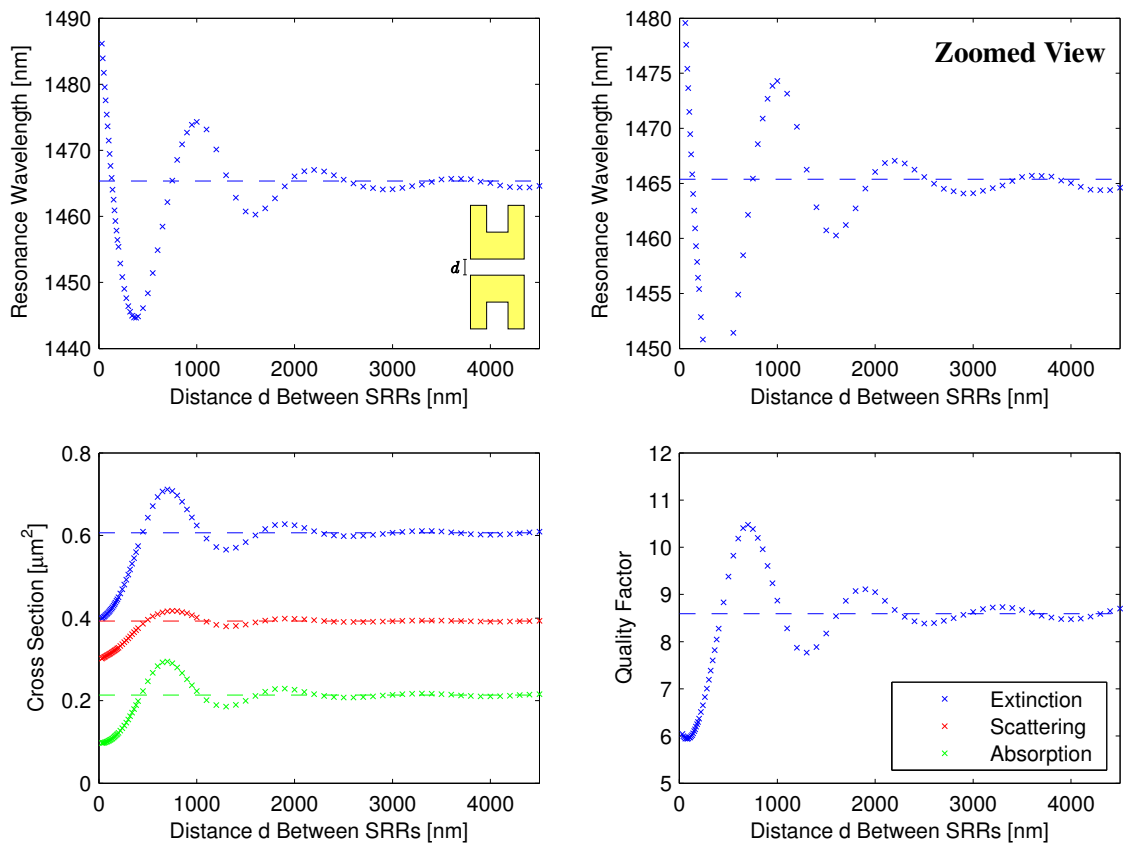 1490
1480
1470
1460
1450
1440
Resonance Wavelength [nm]
d
0 1000 2000 3000 4000
Distance d Between SRRs [nm]
1480
1475
1470
1465
1460
1455
1450
Resonance Wavelength [nm]
Zoomed View
0 1000 2000 3000 4000
Distance d Between SRRs [nm]
0.8
0.6
0.4
0.2
0
Cross Section [μm²]
0 1000 2000 3000 4000
Distance d Between SRRs [nm]
12
11
10
9
8
7
6
5
Quality Factor
Extinction
Scattering
Absorption
0 1000 2000 3000 4000
Distance d Between SRRs [nm]